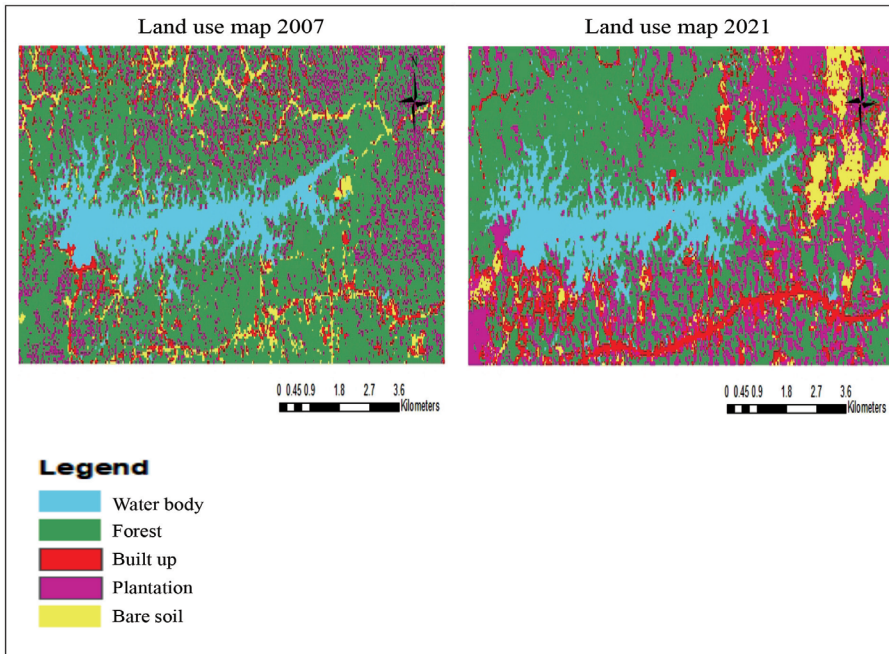 Land use map 2007
Land use map 2021
0 0.45 0.9 1.8 2.7 3.6
Kilometers
0 0.45 0.9 1.8 2.7 3.6
Kilometers
Legend
Water body
Forest
Built up
Plantation
Bare soil